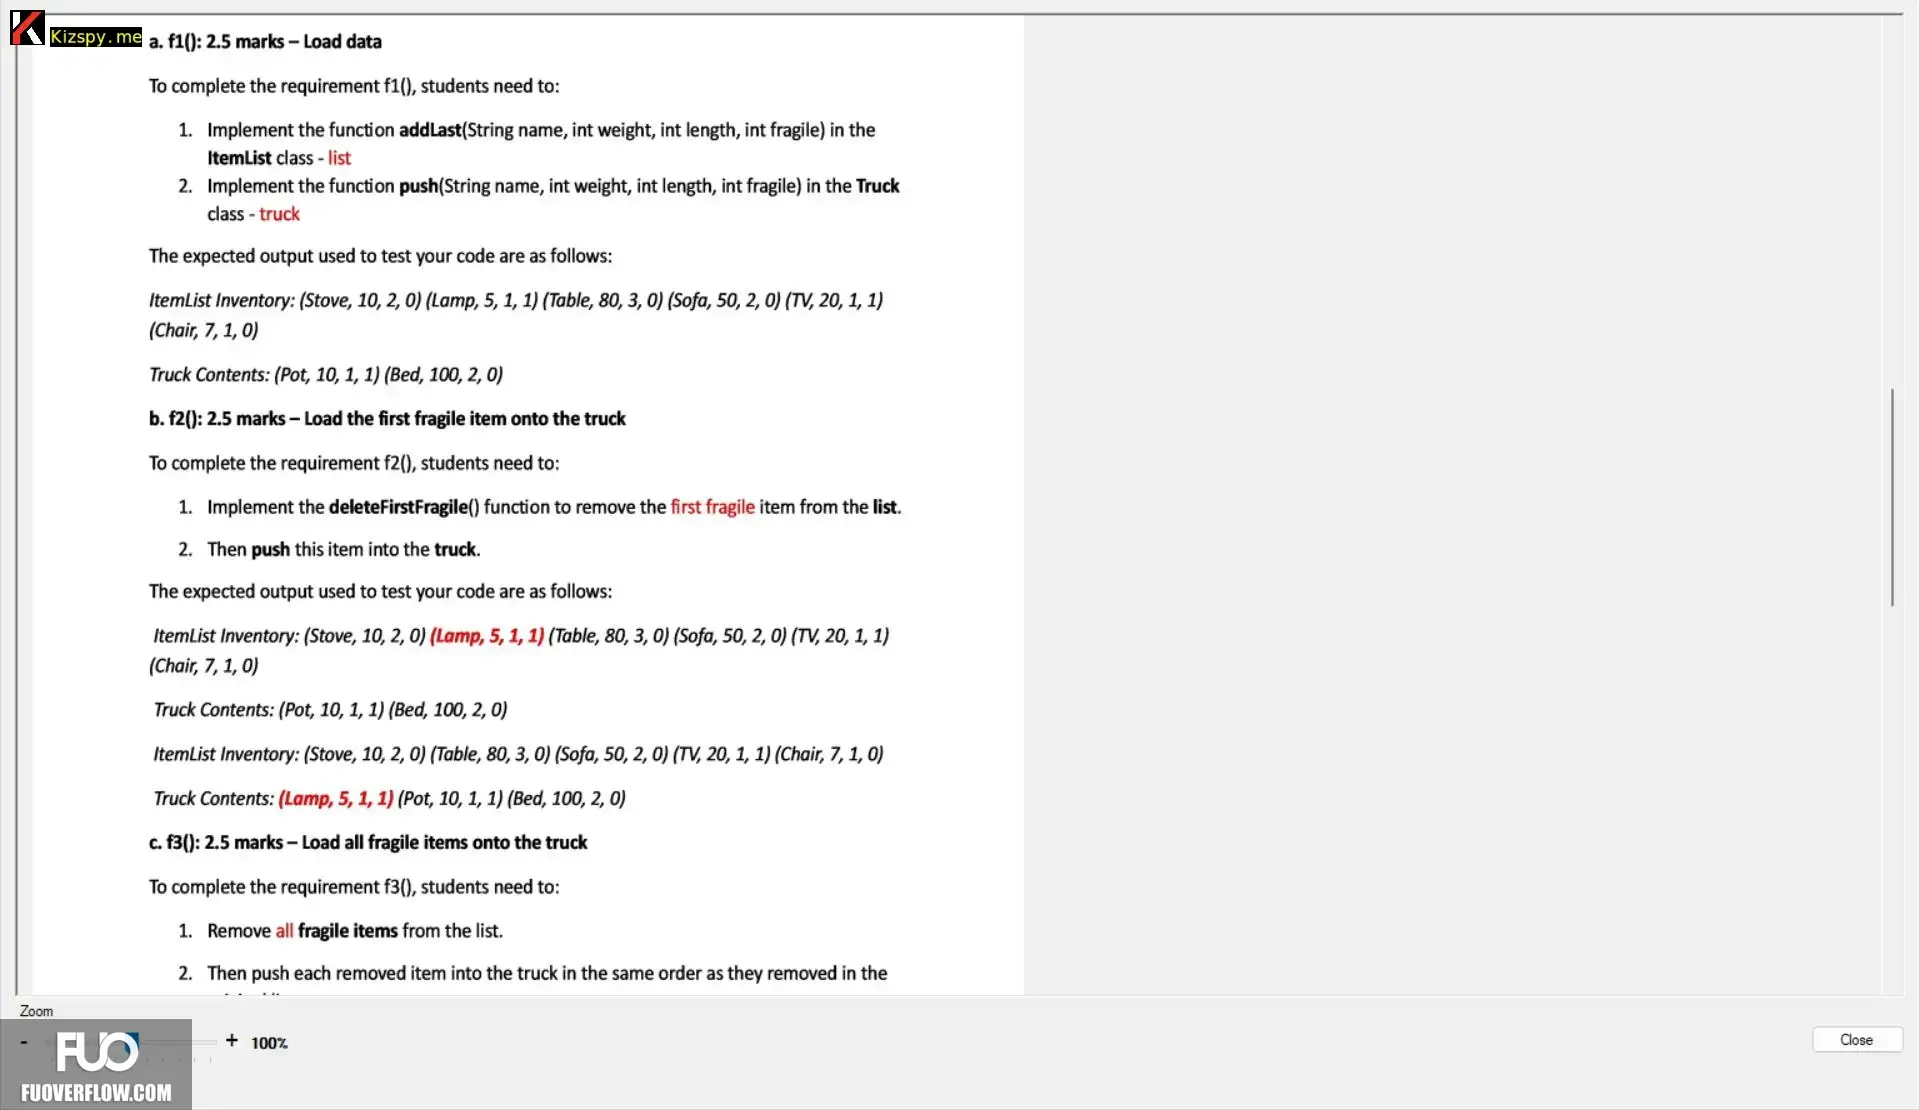 Kizspy.me
a. f1(): 2.5 marks – Load data
To complete the requirement f1(), students need to:
1. Implement the function addLast(String name, int weight, int length, int fragile) in the
ItemList class - list
2. Implement the function push(String name, int weight, int length, int fragile) in the Truck
class - truck
The expected output used to test your code are as follows:
ItemList Inventory: (Stove, 10, 2, 0) (Lamp, 5, 1, 1) (Table, 80, 3, 0) (Sofa, 50, 2, 0) (TV, 20, 1, 1)
(Chair, 7, 1, 0)
Truck Contents: (Pot, 10, 1, 1) (Bed, 100, 2, 0)
b. f2(): 2.5 marks – Load the first fragile item onto the truck
To complete the requirement f2(), students need to:
1. Implement the deleteFirstFragile() function to remove the first fragile item from the list.
2. Then push this item into the truck.
The expected output used to test your code are as follows:
ItemList Inventory: (Stove, 10, 2, 0) (Lamp, 5, 1, 1) (Table, 80, 3, 0) (Sofa, 50, 2, 0) (TV, 20, 1, 1)
(Chair, 7, 1, 0)
Truck Contents: (Pot, 10, 1, 1) (Bed, 100, 2, 0)
ItemList Inventory: (Stove, 10, 2, 0) (Table, 80, 3, 0) (Sofa, 50, 2, 0) (TV, 20, 1, 1) (Chair, 7, 1, 0)
Truck Contents: (Lamp, 5, 1, 1) (Pot, 10, 1, 1) (Bed, 100, 2, 0)
c. f3(): 2.5 marks – Load all fragile items onto the truck
To complete the requirement f3(), students need to:
1. Remove all fragile items from the list.
2. Then push each removed item into the truck in the same order as they removed in the
Zoom
- + 100%
Close
FUO
FUOVERFLOW.COM